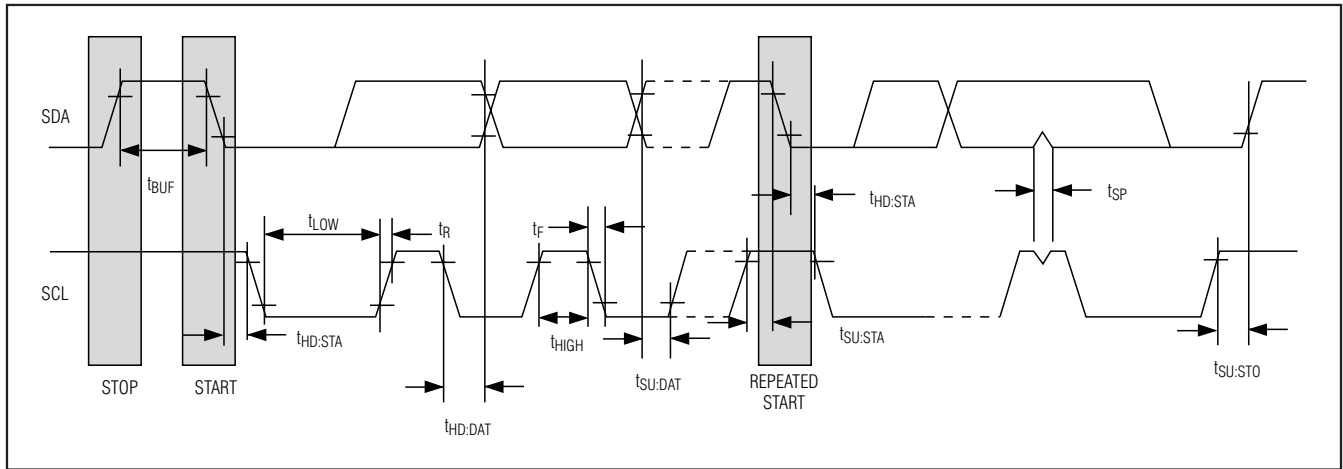 SDA
tBUF
tLOW
tR
tF
tHD:STA
tSP
SCL
tHD:STA
tHIGH
tSU:STA
tSU:DAT
tSU:STO
STOP
START
REPEATED
START
tHD:DAT